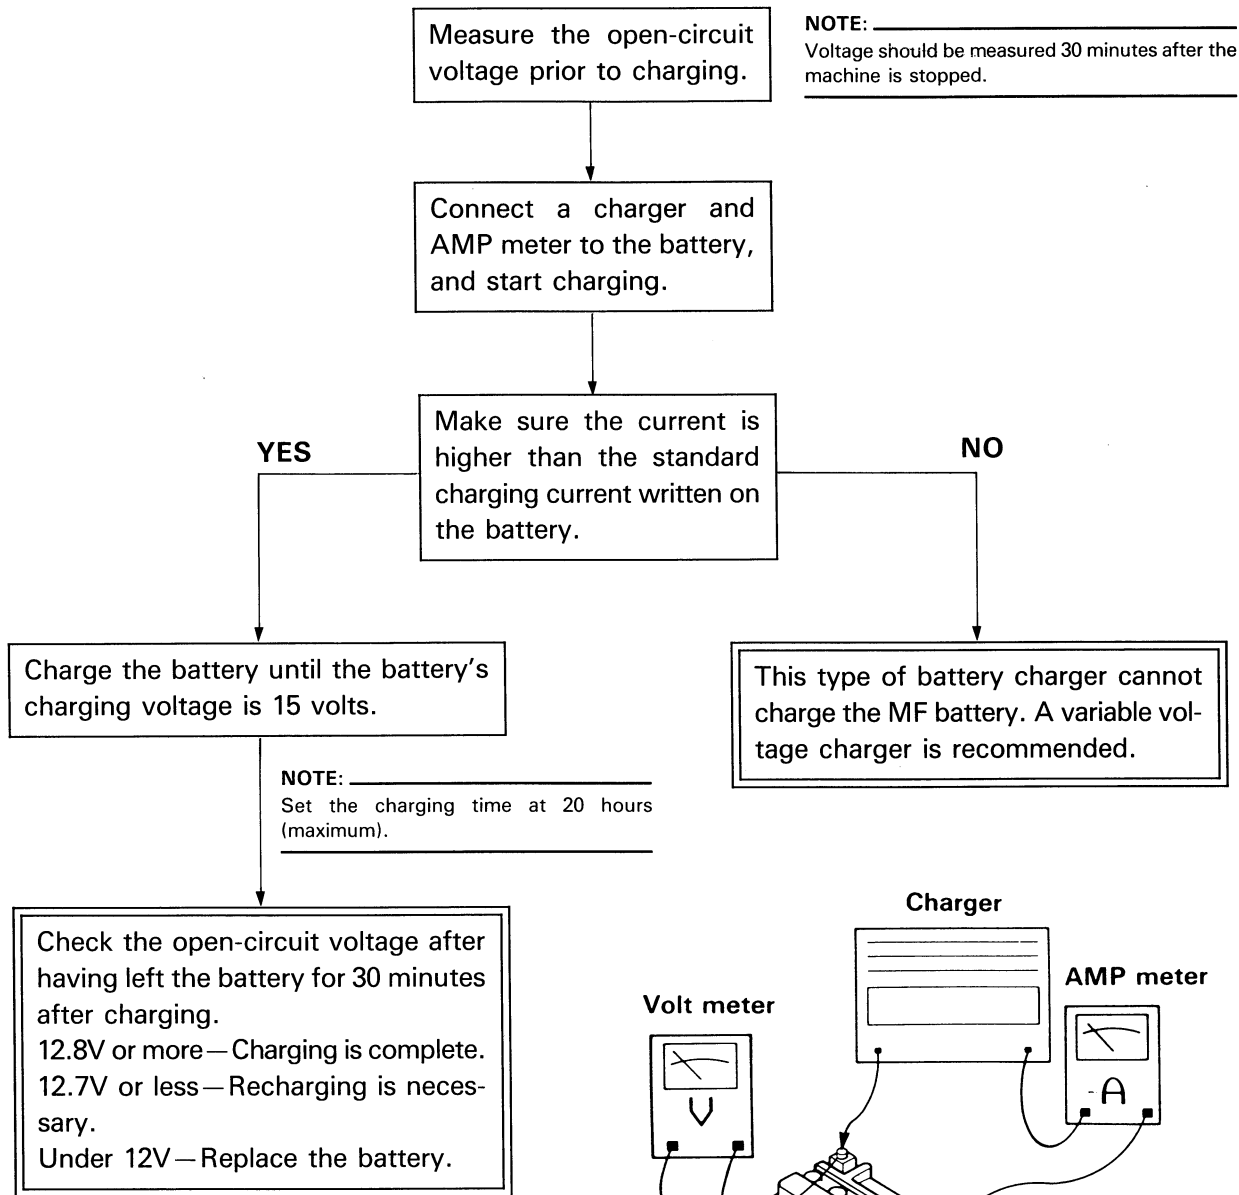 Measure the open-circuit
voltage prior to charging.
NOTE:
Voltage should be measured 30 minutes after the
machine is stopped.
Connect a charger and
AMP meter to the battery,
and start charging.
Make sure the current is
higher than the standard
charging current written on
the battery.
YES
NO
Charge the battery until the battery's
charging voltage is 15 volts.
This type of battery charger cannot
charge the MF battery. A variable vol-
tage charger is recommended.
NOTE:
Set the charging time at 20 hours
(maximum).
Check the open-circuit voltage after
having left the battery for 30 minutes
after charging.
12.8V or more—Charging is complete.
12.7V or less—Recharging is neces-
sary.
Under 12V—Replace the battery.
Charger
AMP meter
Volt meter
V
A